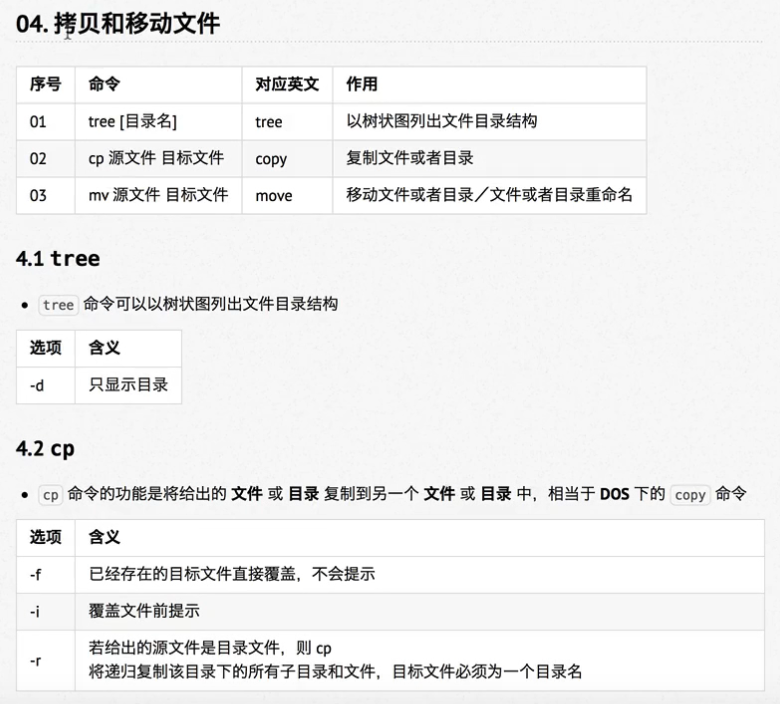 04. 拷贝和移动文件
序号 命令 对应英文 作用
01 tree [目录名] tree 以树状图列出文件目录结构
02 cp 源文件 目标文件 copy 复制文件或者目录
03 mv 源文件 目标文件 move 移动文件或者目录／文件或者目录重命名
4.1 tree
• tree 命令可以以树状图列出文件目录结构
选项 含义
-d 只显示目录
4.2 cp
• cp 命令的功能是将给出的 文件 或 目录 复制到另一个 文件 或 目录 中，相当于 DOS 下的 copy 命令
选项 含义
-f 已经存在的目标文件直接覆盖，不会提示
-i 覆盖文件前提示
-r 若给出的源文件是目录文件，则 cp
将递归复制该目录下的所有子目录和文件，目标文件必须为一个目录名